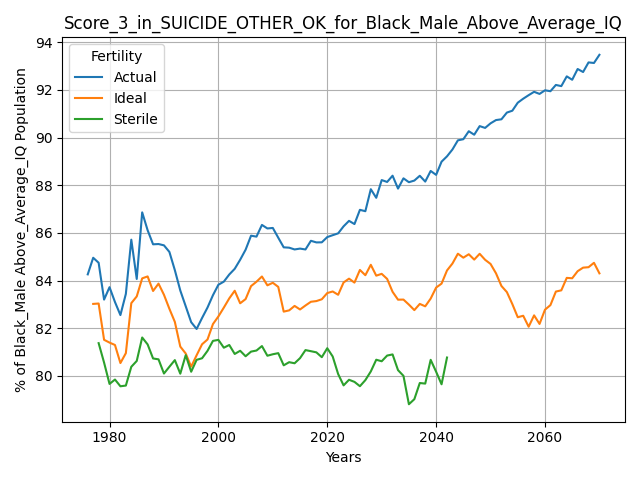 Score_3_in_SUICIDE_OTHER_OK_for_Black_Male_Above_Average_IQ
Fertility
Actual
Ideal
Sterile
% of Black_Male Above_Average_IQ Population
94
92
90
88
86
84
82
80
1980
2000
2020
2040
2060
Years